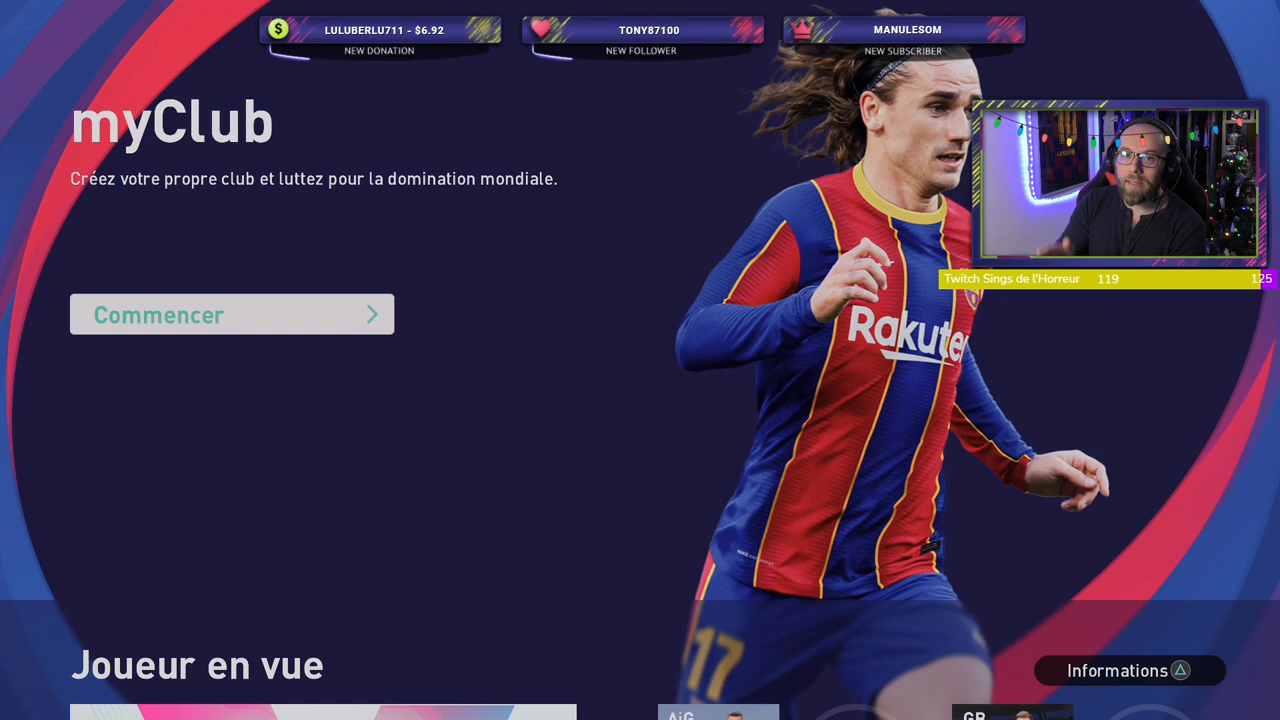 LULUBERLU711 - $6.92
NEW DONATION
TONY87100
NEW FOLLOWER
MANULESOM
NEW SUBSCRIBER
myClub
Créez votre propre club et luttez pour la domination mondiale.
Twitch Sings de l'Horreur 119 125
Commencer
Rakuten
17
Joueur en vue
Informations
AiG
GB